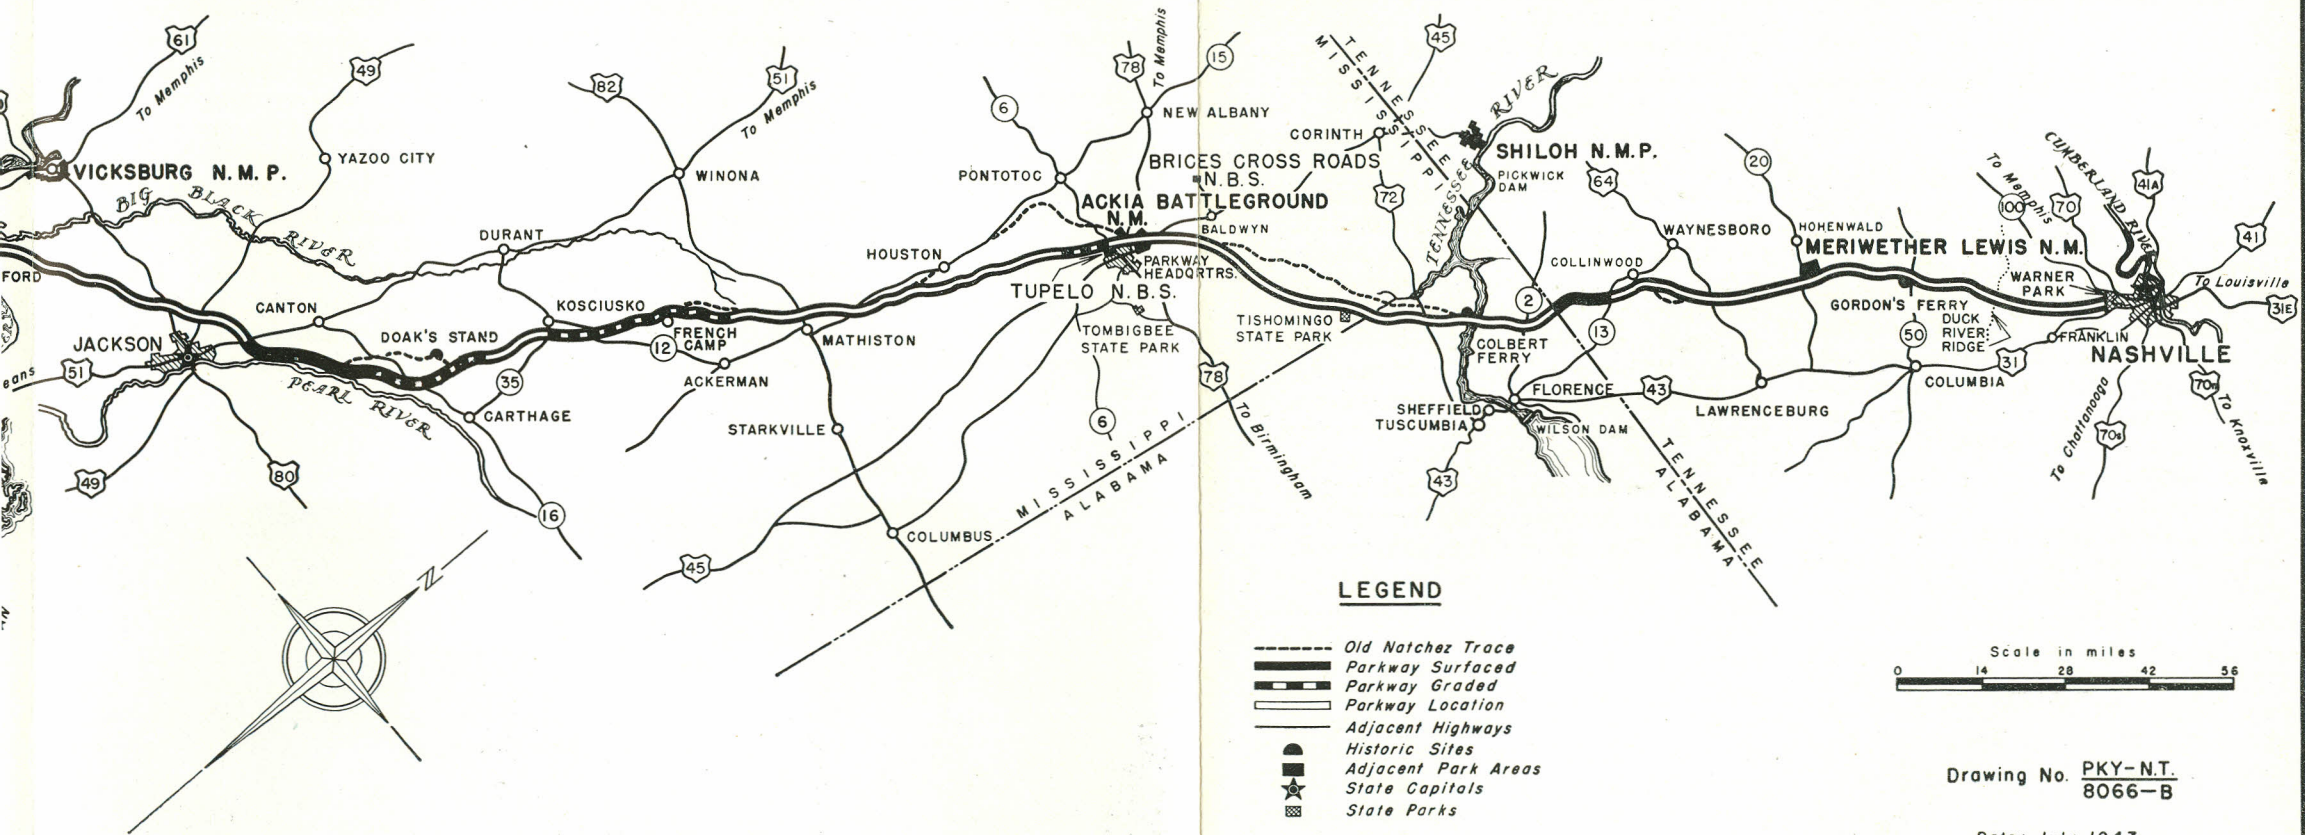 61
To Memphis
49
82
51
To Memphis
78
To Memphis
15
6
NEW ALBANY
TENNESSEE
MISSISSIPPI
45
RIVER
TENNESSEE
CORINTH
SHILOH N.M.P.
PICKWICK
DAM
72
64
20
To Memphis
100
70
CUMBERLAND RIVER
41A
41
To Louisville
31E
VICKSBURG N.M.P.
YAZOO CITY
BIG BLACK RIVER
WINONA
PONTOTOC
BRICES CROSS ROADS
N.B.S.
ACKIA BATTLEGROUND
N.M.
BALDWYN
WAYNESBORO
HOHENWALD
MERIWETHER LEWIS N.M.
COLLINWOOD
WARNER
PARK
DURANT
HOUSTON
PARKWAY
HEADQRTRS.
TUPELO N.B.S.
FORD
CANTON
KOSCIUSKO
DOAK'S STAND
FRENCH
CAMP
12
MATHISTON
ACKERMAN
TOMBIGBEE
STATE PARK
TISHOMINGO
STATE PARK
2
13
COLBERT
FERRY
GORDON'S FERRY
DUCK
RIVER
RIDGE
50
FRANKLIN
31
NASHVILLE
JACKSON
51
eans
PEARL RIVER
35
CARTHAGE
STARKVILLE
78
To Birmingham
6
FLORENCE
43
LAWRENCEBURG
COLUMBIA
SHEFFIELD
TUSCUMBIA
WILSON DAM
43
70n
To Knoxville
70s
To Chattanooga
49
80
16
45
COLUMBUS
MISSISSIPPI
ALABAMA
TENNESSEE
ALABAMA
N
LEGEND
Old Natchez Trace
Parkway Surfaced
Parkway Graded
Parkway Location
Adjacent Highways
Historic Sites
Adjacent Park Areas
State Capitals
State Parks
Scale in miles
0 14 28 42 56
Drawing No. PKY-N.T.
8066-B